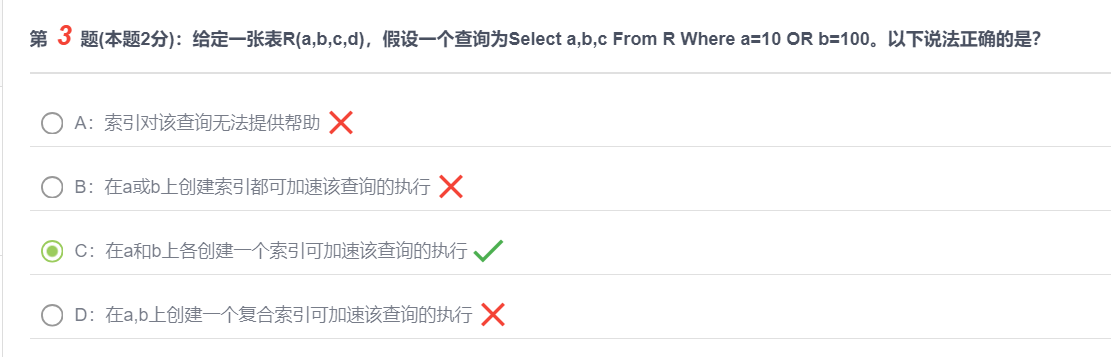 第 3 题(本题2分)：给定一张表R(a,b,c,d)，假设一个查询为Select a,b,c From R Where a=10 OR b=100。以下说法正确的是?
A：索引对该查询无法提供帮助
B：在a或b上创建索引都可加速该查询的执行
C：在a和b上各创建一个索引可加速该查询的执行
D：在a,b上创建一个复合索引可加速该查询的执行